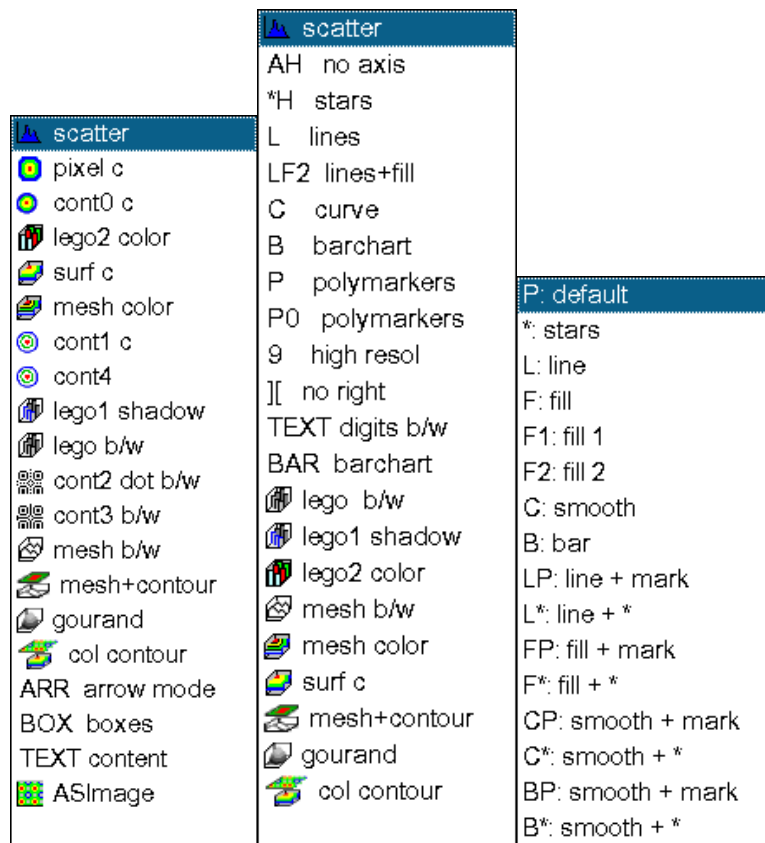 scatter
pixel c
cont0 c
lego2 color
surf c
mesh color
cont1 c
cont4
lego1 shadow
lego b/w
cont2 dot b/w
cont3 b/w
mesh b/w
mesh+contour
gourand
col contour
ARR arrow mode
BOX boxes
TEXT content
ASImage
scatter
AH no axis
*H stars
L lines
LF2 lines+fill
C curve
B barchart
P polymarkers
P0 polymarkers
9 high resol
][ no right
TEXT digits b/w
BAR barchart
lego b/w
lego1 shadow
lego2 color
mesh b/w
mesh color
surf c
mesh+contour
gourand
col contour
P: default
*: stars
L: line
F: fill
F1: fill 1
F2: fill 2
C: smooth
B: bar
LP: line + mark
L*: line + *
FP: fill + mark
F*: fill + *
CP: smooth + mark
C*: smooth + *
BP: smooth + mark
B*: smooth + *